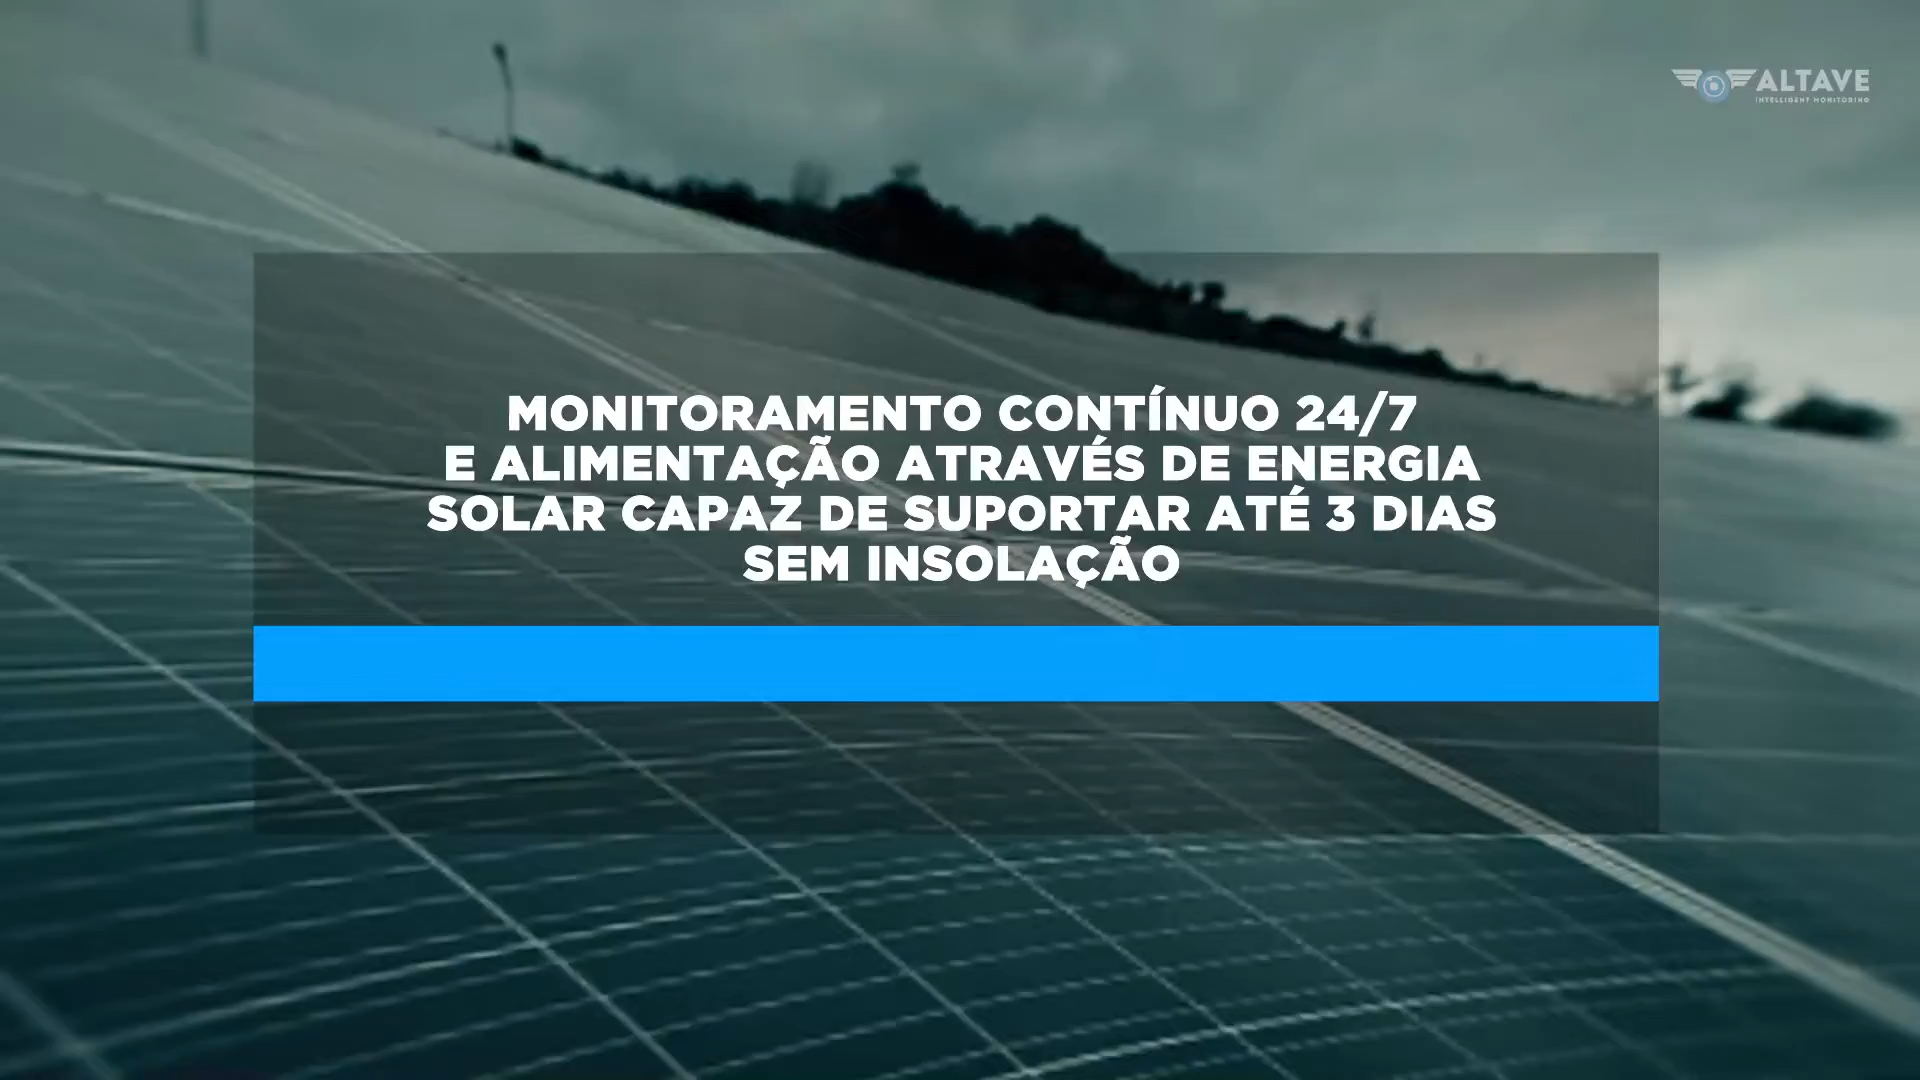 ALTAVE
INTELLIGENT MONITORING
MONITORAMENTO CONTÍNUO 24/7
E ALIMENTAÇÃO ATRAVÉS DE ENERGIA
SOLAR CAPAZ DE SUPORTAR ATÉ 3 DIAS
SEM INSOLAÇÃO